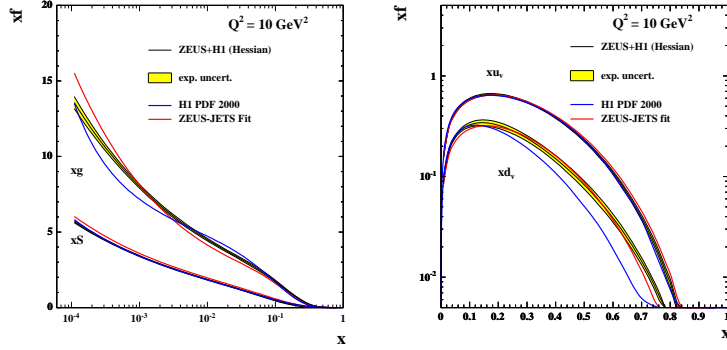 xf
Q² = 10 GeV²
ZEUS+H1 (Hessian)
exp. uncert.
H1 PDF 2000
ZEUS-JETS Fit
xg
xS
20
15
10
5
0
10⁻⁴ 10⁻³ 10⁻² 10⁻¹ 1
x
xf
Q² = 10 GeV²
ZEUS+H1 (Hessian)
xuᵥ
exp. uncert.
H1 PDF 2000
ZEUS-JETS fit
xdᵥ
1
10⁻¹
10⁻²
0 0.1 0.2 0.3 0.4 0.5 0.6 0.7 0.8 0.9 1
x